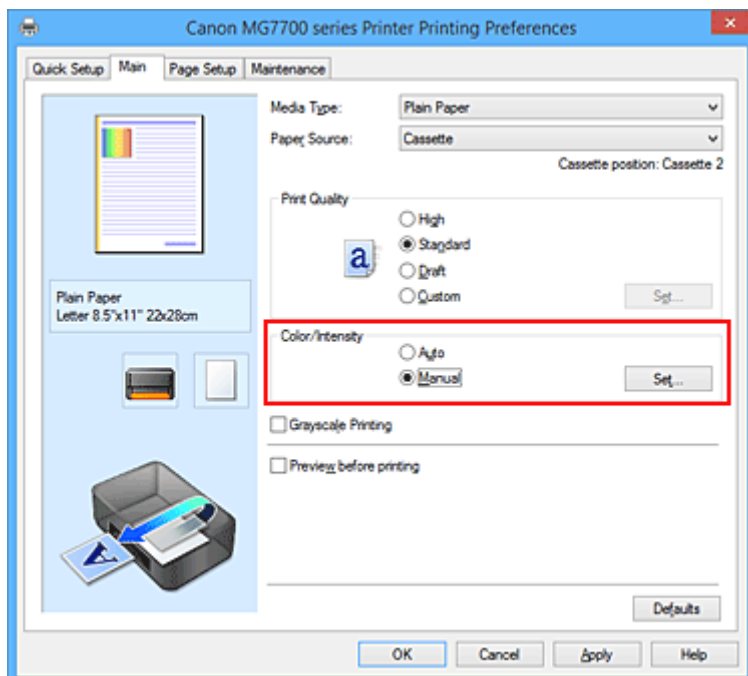 Canon MG7700 series Printer Printing Preferences
Quick Setup Main Page Setup Maintenance
Media Type: Plain Paper
Paper Source: Cassette
Cassette position: Cassette 2
Print Quality
High
Standard
a
Draft
Custom Set...
Plain Paper
Letter 8.5"x11" 22x28cm
Color/Intensity
Auto
Manual Set...
Grayscale Printing
Preview before printing
A
Defaults
OK Cancel Apply Help